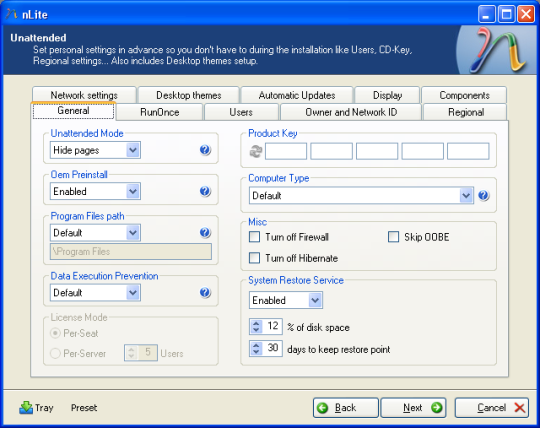 nLite
Unattended
Set personal settings in advance so you don't have to during the installation like Users, CD-Key,
Regional settings... Also includes Desktop themes setup.
Network settings Desktop themes Automatic Updates Display Components
General RunOnce Users Owner and Network ID Regional
Unattended Mode
Hide pages
Oem Preinstall
Enabled
Program Files path
Default
\Program Files
Data Execution Prevention
Default
License Mode
Per-Seat
Per-Server 5 Users
Product Key
Computer Type
Default
Misc
Turn off Firewall Skip OOBE
Turn off Hibernate
System Restore Service
Enabled
12 % of disk space
30 days to keep restore point
Tray Preset Back Next Cancel